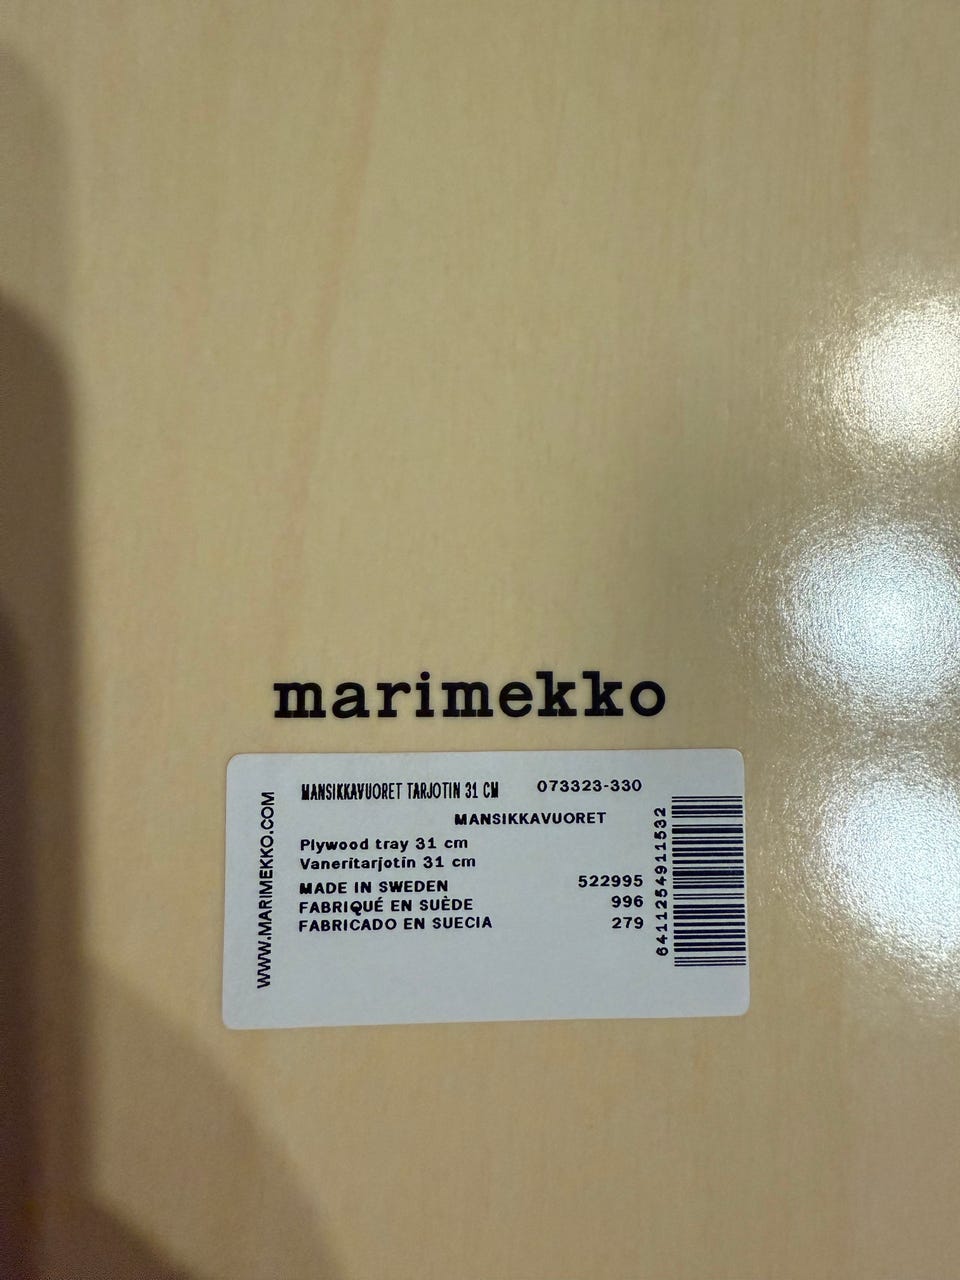 marimekko
WWW.MARIMEKKO.COM
MANSIKKAVUORET TARJOTIN 31 CM 073323-330
MANSIKKAVUORET
Plywood tray 31 cm
Vaneritarjotin 31 cm
MADE IN SWEDEN 522995
FABRIQUÉ EN SUÈDE 996
FABRICADO EN SUECIA 279
6411254911532